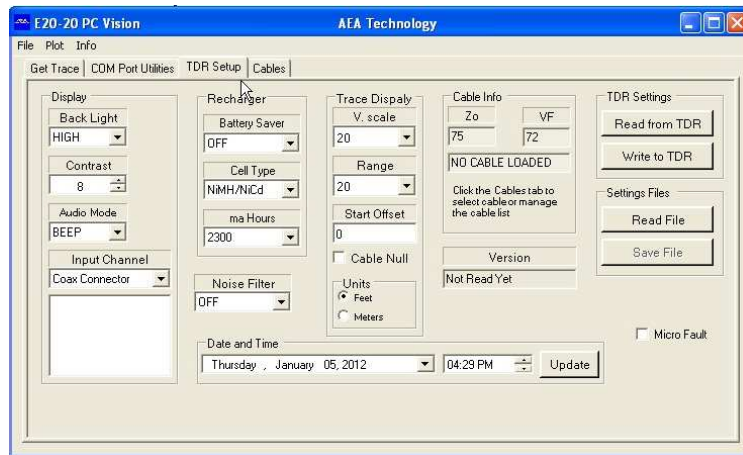 E20-20 PC Vision
AEA Technology
File Plot Info
Get Trace COM Port Utilities TDR Setup Cables
Display
Back Light
HIGH
Contrast
8
Audio Mode
BEEP
Input Channel
Coax Connector
Recharger
Battery Saver
OFF
Cell Type
NiMH/NiCd
ma Hours
2300
Noise Filter
OFF
Trace Dispaly
V. scale
20
Range
20
Start Offset
0
Cable Null
Units
Feet
Meters
Cable Info
Zo VF
75 72
NO CABLE LOADED
Click the Cables tab to
select cable or manage
the cable list
Version
Not Read Yet
TDR Settings
Read from TDR
Write to TDR
Settings Files
Read File
Save File
Micro Fault
Date and Time
Thursday , January 05, 2012 04:29 PM Update